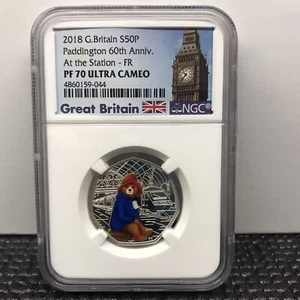 2018 G.Britain S50P
Paddington 60th Anniv.
At the Station - FR
PF 70 ULTRA CAMEO
4860159-044
Great Britain
NGC